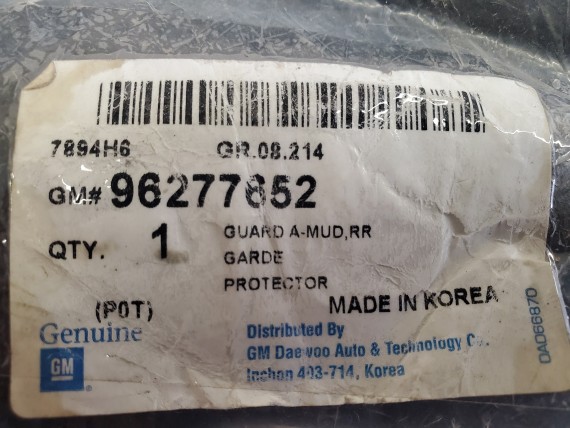 7894H6 GR.08.214
GM# 96277652
QTY. 1 GUARD A-MUD,RR
GARDE
PROTECTOR
(P0T) MADE IN KOREA
Genuine
GM
Distributed By
GM Daewoo Auto & Technology Co.
Inchon 403-714, Korea
OAD66870